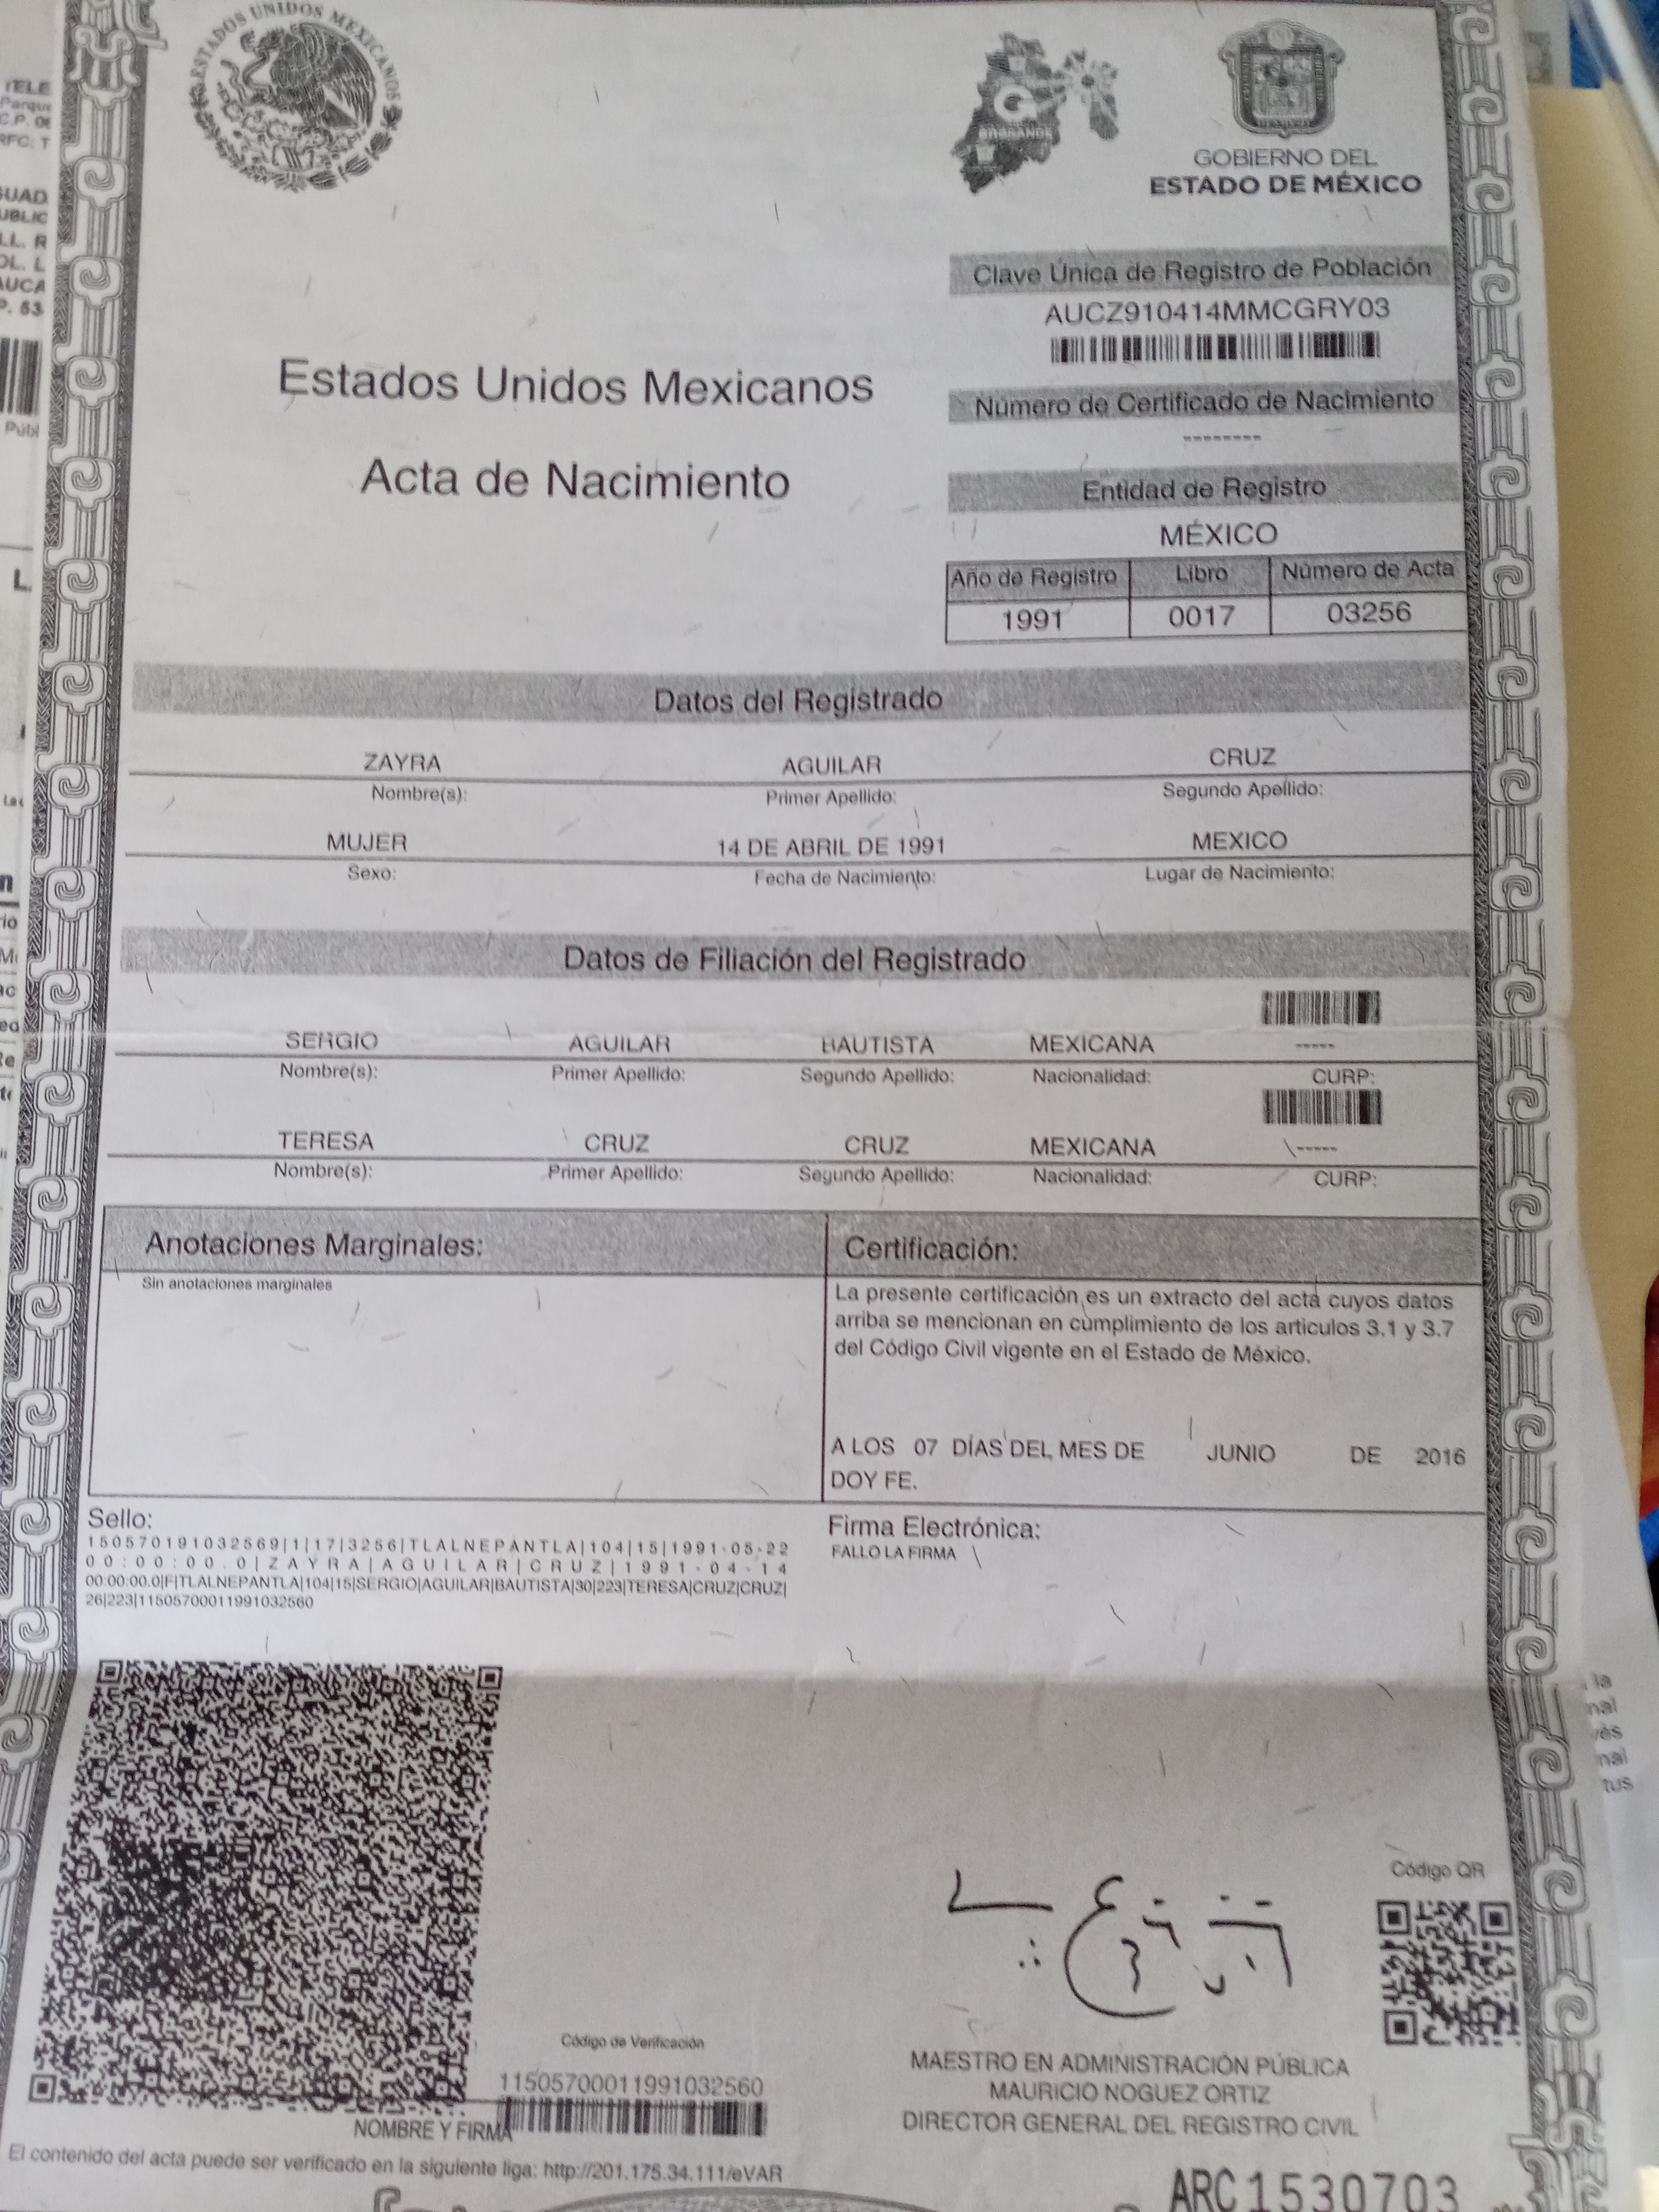 ESTADOS UNIDOS MEXICANOS
GRANDE
GOBIERNO DEL
ESTADO DE MÉXICO
Clave Única de Registro de Población
AUCZ910414MMCGRY03
Estados Unidos Mexicanos
Acta de Nacimiento
Número de Certificado de Nacimiento
--------
Entidad de Registro
MÉXICO
Año de Registro Libro Número de Acta
1991 0017 03256
Datos del Registrado
ZAYRA AGUILAR CRUZ
Nombre(s): Primer Apellido: Segundo Apellido:
MUJER 14 DE ABRIL DE 1991 MEXICO
Sexo: Fecha de Nacimiento: Lugar de Nacimiento:
Datos de Filiación del Registrado
SERGIO AGUILAR BAUTISTA MEXICANA -----
Nombre(s): Primer Apellido: Segundo Apellido: Nacionalidad: CURP:
TERESA CRUZ CRUZ MEXICANA -----
Nombre(s): Primer Apellido: Segundo Apellido: Nacionalidad: CURP:
Anotaciones Marginales:
Sin anotaciones marginales
Certificación:
La presente certificación es un extracto del acta cuyos datos
arriba se mencionan en cumplimiento de los articulos 3.1 y 3.7
del Código Civil vigente en el Estado de México.
A LOS 07 DÍAS DEL MES DE JUNIO DE 2016
DOY FE.
Sello:
150570191032569|1|17|3256|TLALNEPANTLA|104|15|1991-05-22
00:00:00.0|ZAYRA|AGUILAR|CRUZ|1991-04-14
00:00:00.0|F|TLALNEPANTLA|104|15|SERGIO|AGUILAR|BAUTISTA|30|223|TERESA|CRUZ|CRUZ|
26|223|11505700011991032560
Firma Electrónica:
FALLO LA FIRMA
Código QR
Código de Verificación
11505700011991032560
NOMBRE Y FIRMA
MAESTRO EN ADMINISTRACIÓN PÚBLICA
MAURICIO NOGUEZ ORTIZ
DIRECTOR GENERAL DEL REGISTRO CIVIL
El contenido del acta puede ser verificado en la siguiente liga: http://201.175.34.111/eVAR
ARC 1530703